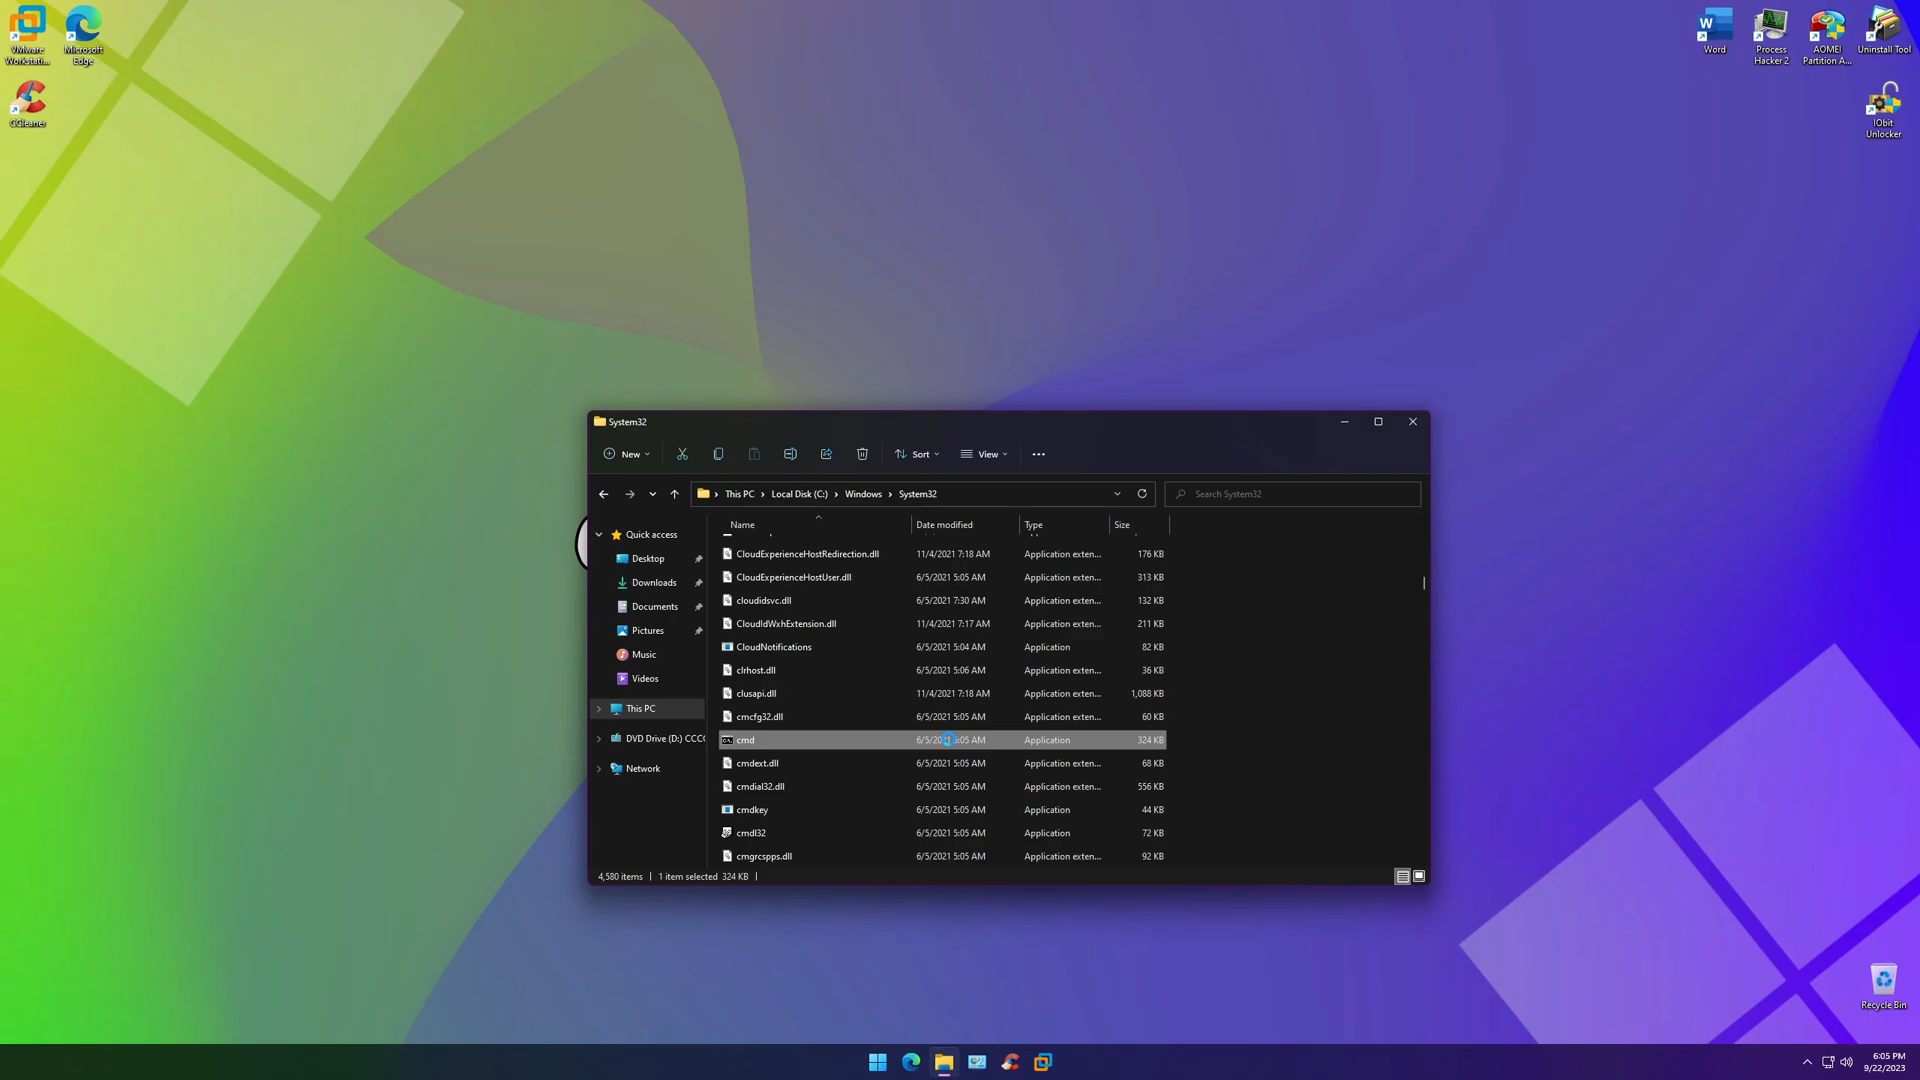 VMware
Workstati...
Microsoft
Edge
CCleaner
Word
Process
Hacker 2
AOMEI
Partition A...
Uninstall Tool
IObit
Unlocker
System32
New
Sort
View
This PC
Local Disk (C:)
Windows
System32
Search System32
Name
Date modified
Type
Size
Quick access
Desktop
Downloads
Documents
Pictures
Music
Videos
This PC
DVD Drive (D:) CCC
Network
CloudExperienceHostRedirection.dll 11/4/2021 7:18 AM Application exten... 176 KB
CloudExperienceHostUser.dll 6/5/2021 5:05 AM Application exten... 313 KB
cloudidsvc.dll 6/5/2021 7:30 AM Application exten... 132 KB
CloudIdWxhExtension.dll 11/4/2021 7:17 AM Application exten... 211 KB
CloudNotifications 6/5/2021 5:04 AM Application 82 KB
clrhost.dll 6/5/2021 5:06 AM Application exten... 36 KB
clusapi.dll 11/4/2021 7:18 AM Application exten... 1,088 KB
cmcfg32.dll 6/5/2021 5:05 AM Application exten... 60 KB
cmd AM Application 324 KB
cmdext.dll 6/5/2021 5:05 AM Application exten... 68 KB
cmdial32.dll 6/5/2021 5:05 AM Application exten... 556 KB
cmdkey 6/5/2021 5:05 AM Application 44 KB
cmdl32 6/5/2021 5:05 AM Application 72 KB
cmgrcspps.dll 6/5/2021 5:05 AM Application exten... 92 KB
4,580 items
1 item selected 324 KB
Recycle Bin
6:05 PM
9/22/2023